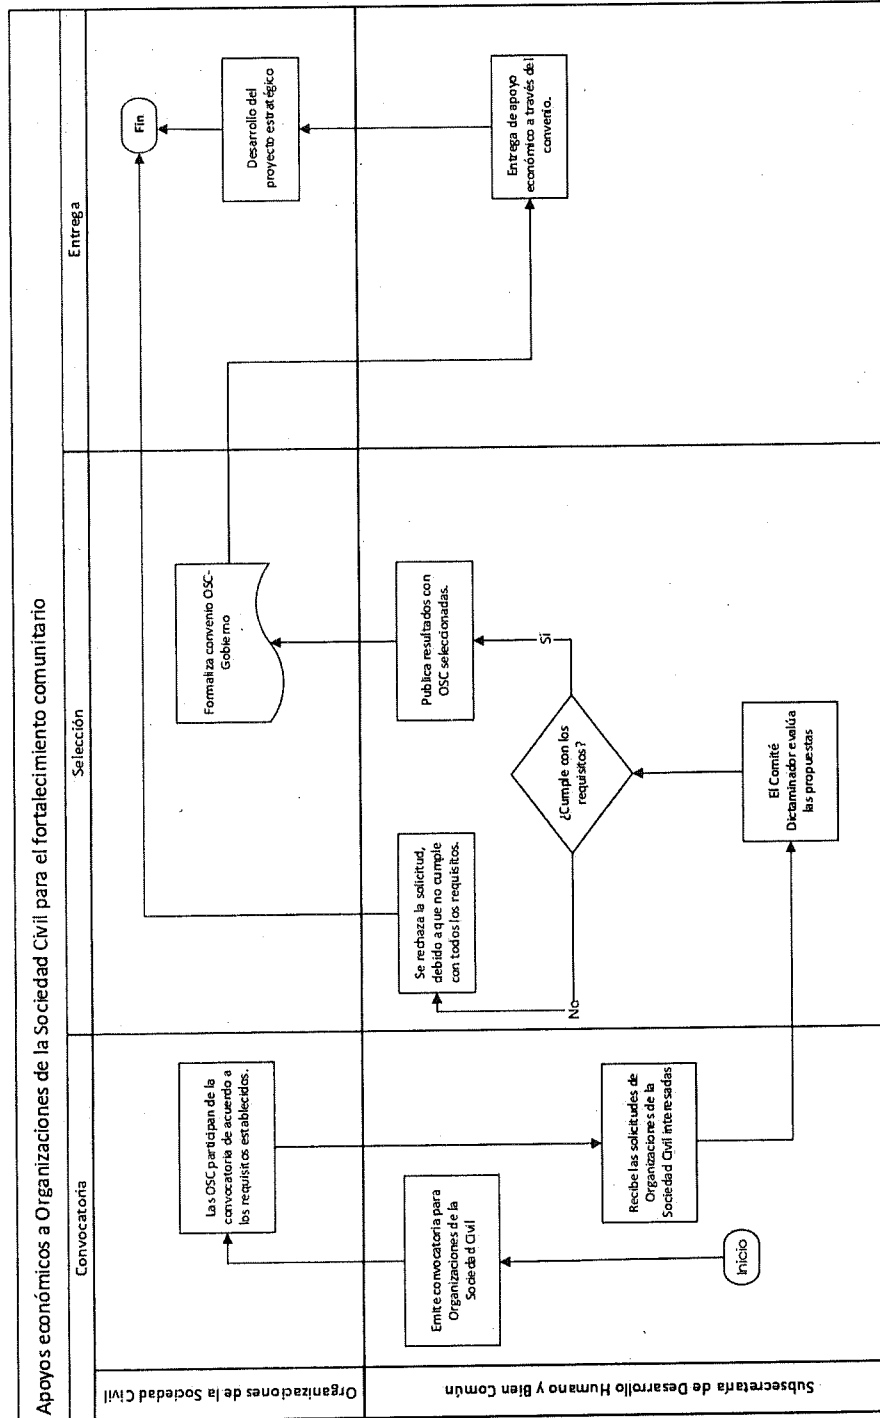 Apoyos económicos a Organizaciones de la Sociedad Civil para el fortalecimiento comunitario
Convocatoria
Selección
Entrega
Organizaciones de la Sociedad Civil
Las OSC participan de la
convocatoria de acuerdo a
los requisitos establecidos.
Formaliza convenio OSC-
Gobierno
Fin
Desarrollo del
proyecto estratégico
Subsecretaría de Desarrollo Humano y Bien Común
Emite convocatoria para
Organizaciones de la
Sociedad Civil
Inicio
Recibe las solicitudes de
Organizaciones de la
Sociedad Civil interesadas
Se rechaza la solicitud,
debido a que no cumple
con todos los requisitos.
No
¿Cumple con los
requisitos?
Sí
Publica resultados con
OSC seleccionadas.
El Comité
Dictaminador evalúa
las propuestas
Entrega de apoyo
económico a través del
convenio.